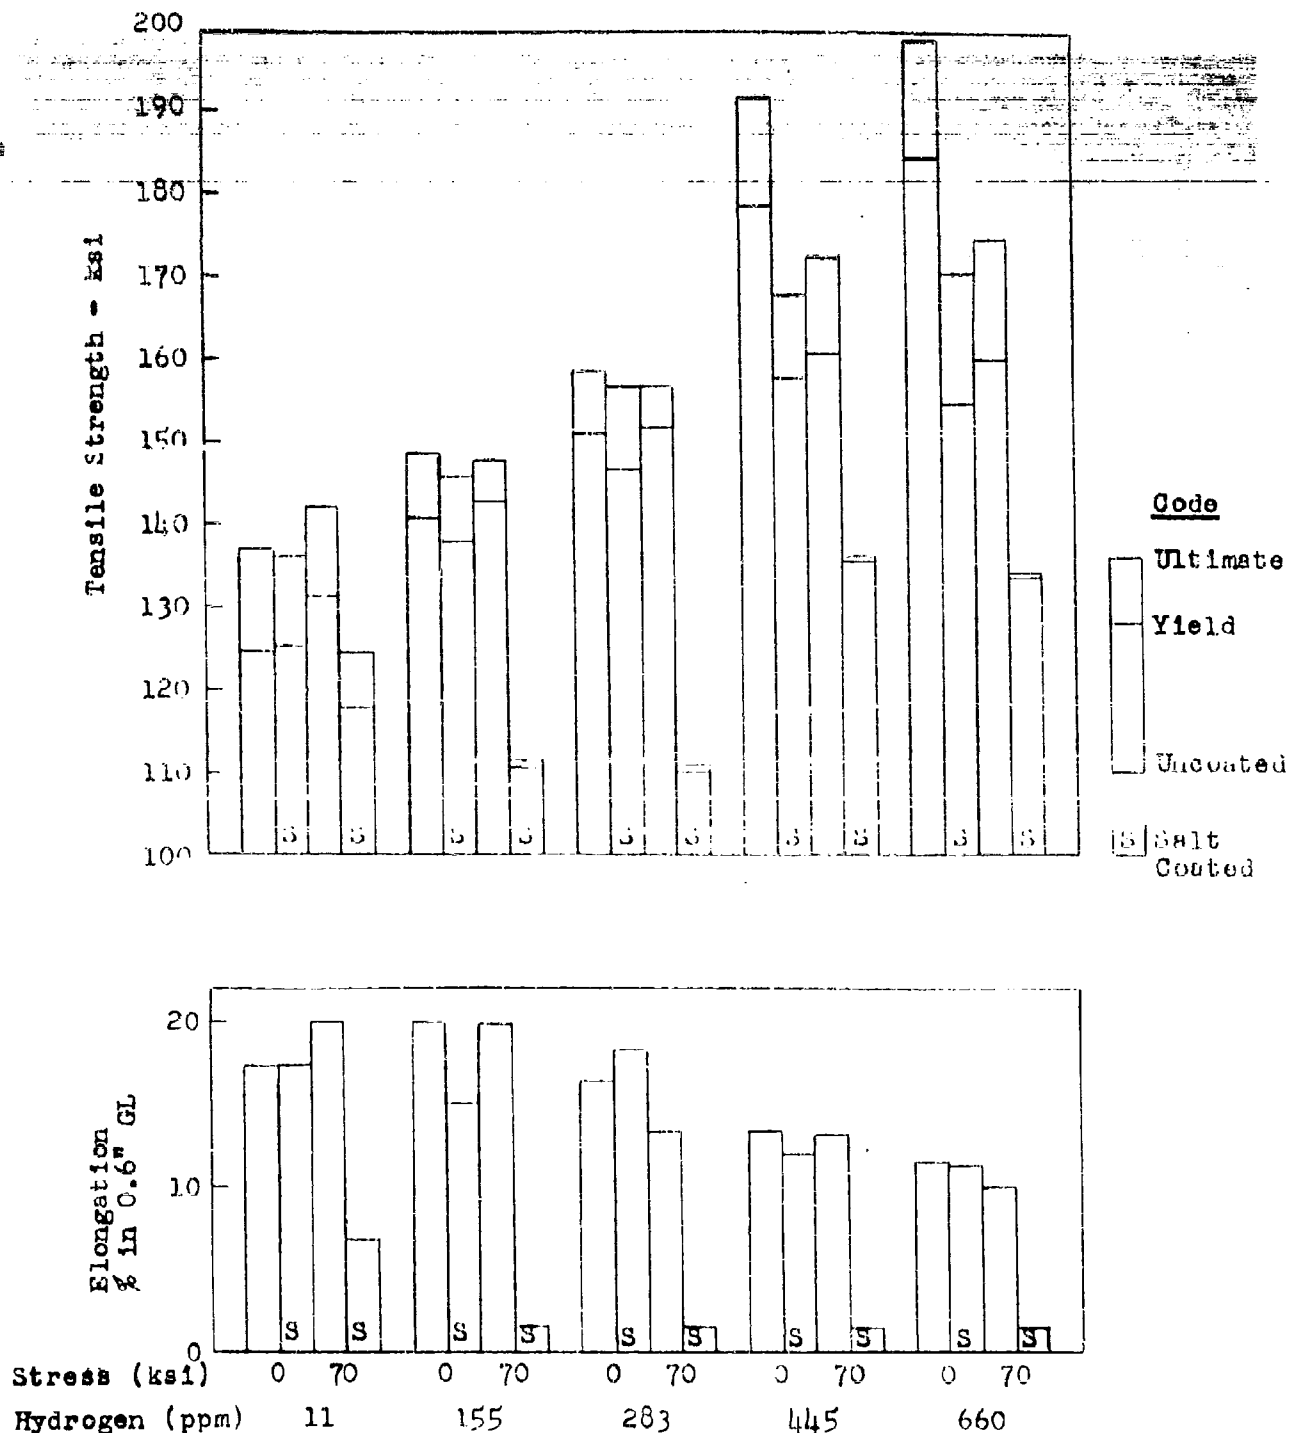 200
190
180
170
160
150
140
130
120
110
100
Tensile Strength - ksi
S S S S S S S S S S
Code
Ultimate
Yield
Uncoated
S Salt
Coated
20
10
0
Elongation
% in 0.6" GL
S S S S S S S S S S
Stress (ksi) 0 70 0 70 0 70 0 70 0 70
Hydrogen (ppm) 11 155 283 445 660